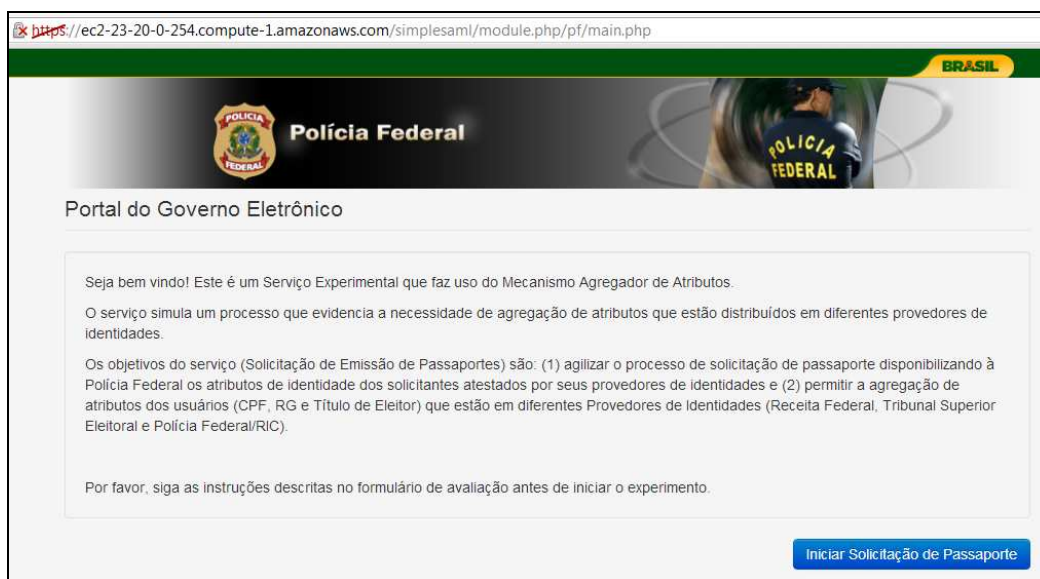 https://ec2-23-20-0-254.compute-1.amazonaws.com/simplesaml/module.php/pf/main.php
BRASIL
POLICIA
FEDERAL
Polícia Federal
POLICIA
FEDERAL
Portal do Governo Eletrônico
Seja bem vindo! Este é um Serviço Experimental que faz uso do Mecanismo Agregador de Atributos.
O serviço simula um processo que evidencia a necessidade de agregação de atributos que estão distribuídos em diferentes provedores de
identidades.
Os objetivos do serviço (Solicitação de Emissão de Passaportes) são: (1) agilizar o processo de solicitação de passaporte disponibilizando à
Polícia Federal os atributos de identidade dos solicitantes atestados por seus provedores de identidades e (2) permitir a agregação de
atributos dos usuários (CPF, RG e Título de Eleitor) que estão em diferentes Provedores de Identidades (Receita Federal, Tribunal Superior
Eleitoral e Polícia Federal/RIC).
Por favor, siga as instruções descritas no formulário de avaliação antes de iniciar o experimento.
Iniciar Solicitação de Passaporte